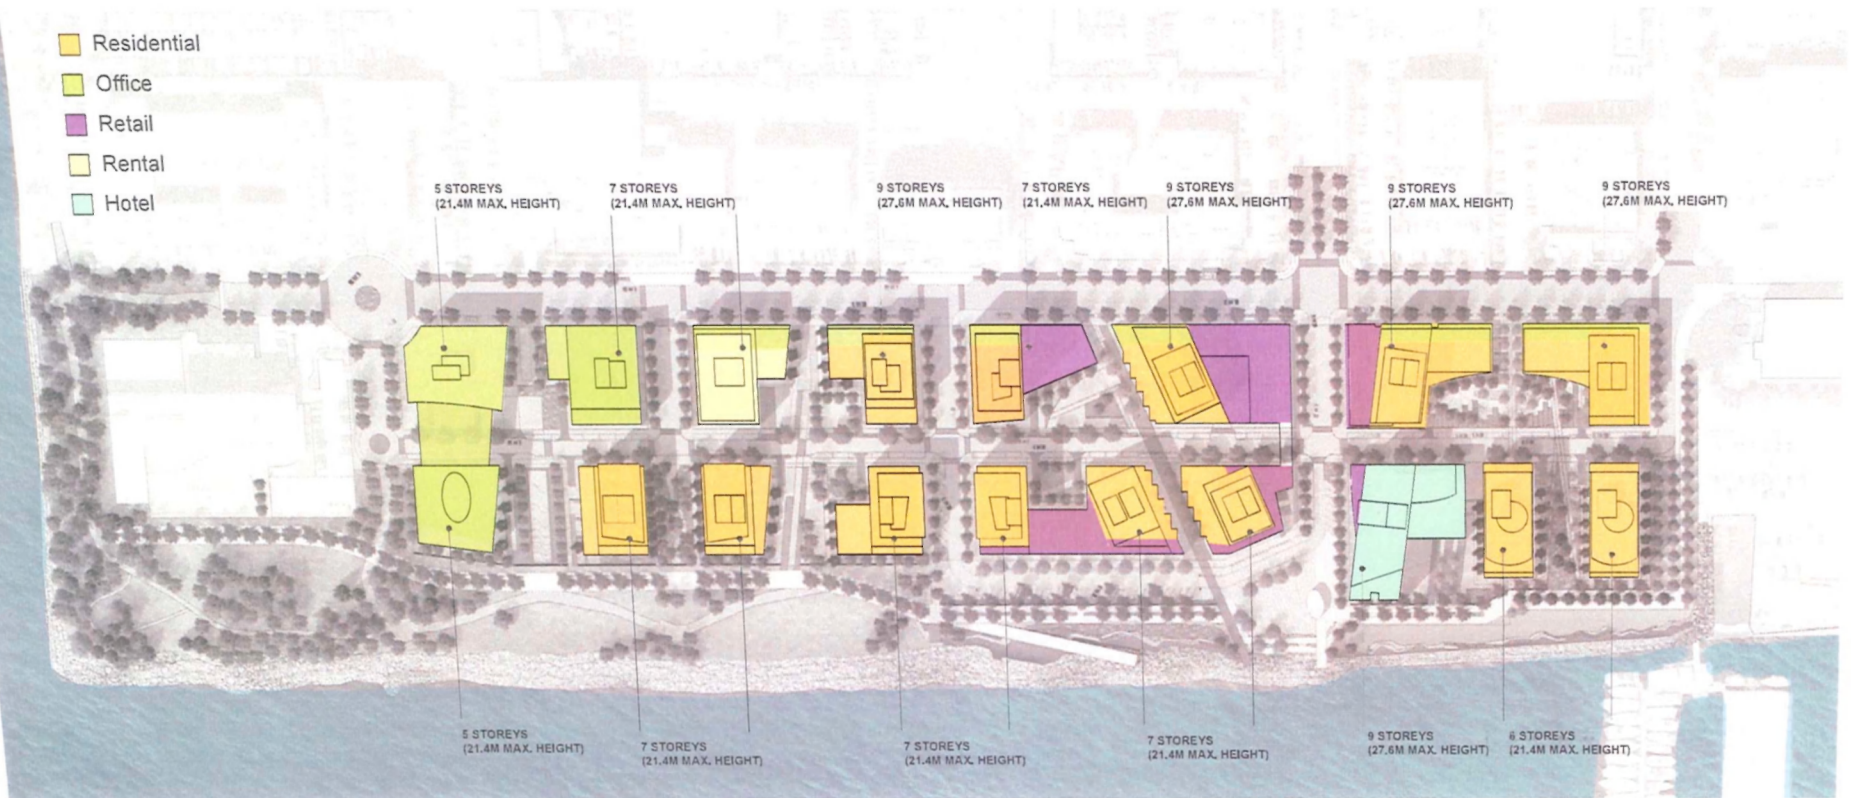 Residential
Office
Retail
Rental
Hotel
5 STOREYS
(21.4M MAX. HEIGHT)
7 STOREYS
(21.4M MAX. HEIGHT)
9 STOREYS
(27.6M MAX. HEIGHT)
7 STOREYS
(21.4M MAX. HEIGHT)
9 STOREYS
(27.6M MAX. HEIGHT)
9 STOREYS
(27.6M MAX. HEIGHT)
9 STOREYS
(27.6M MAX. HEIGHT)
5 STOREYS
(21.4M MAX. HEIGHT)
7 STOREYS
(21.4M MAX. HEIGHT)
7 STOREYS
(21.4M MAX. HEIGHT)
7 STOREYS
(21.4M MAX. HEIGHT)
9 STOREYS
(27.6M MAX. HEIGHT)
6 STOREYS
(21.4M MAX. HEIGHT)